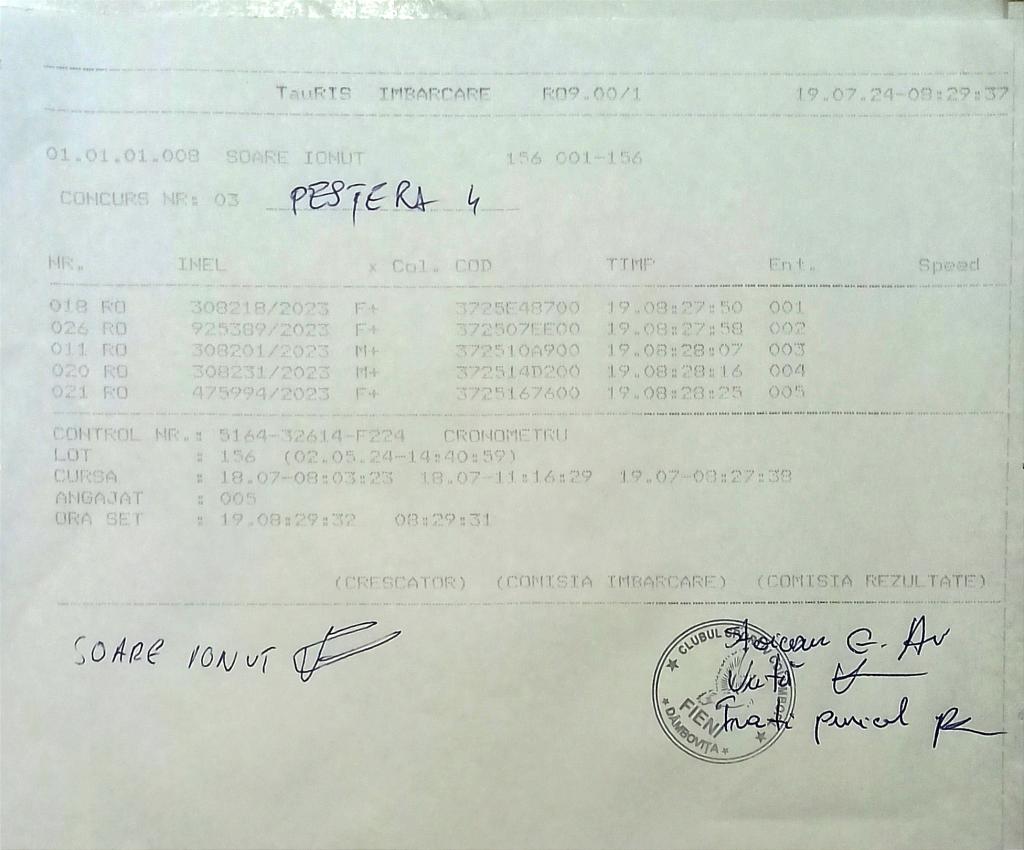 TauRIS IMBARCARE RO9.00/1 19.07.24-08:29:37
01.01.01.008 SOARE IONUT 156 001-156
CONCURS NR: 03 PEȘTERA 4
NR. INEL x Col. COD TIMP Ent. Speed
018 RO 308218/2023 F+ 3725E48700 19.08:27:50 001
026 RO 925389/2023 F+ 372507EE00 19.08:27:58 002
011 RO 308201/2023 M+ 372510A900 19.08:28:07 003
020 RO 308231/2023 M+ 372514D200 19.08:28:16 004
021 RO 475994/2023 F+ 3725167600 19.08:28:25 005
CONTROL NR.: 5164-32614-F224 CRONOMETRU
LOT : 156 (02.05.24-14:40:59)
CURSA : 18.07-08:03:23 18.07-11:16:29 19.07-08:27:38
ANGAJAT : 005
ORA SET : 19.08:29:32 08:29:31
(CRESCATOR) (COMISIA IMBARCARE) (COMISIA REZULTATE)
SOARE IONUT
CLUBUL
FIENI
DÂMBOVIȚA